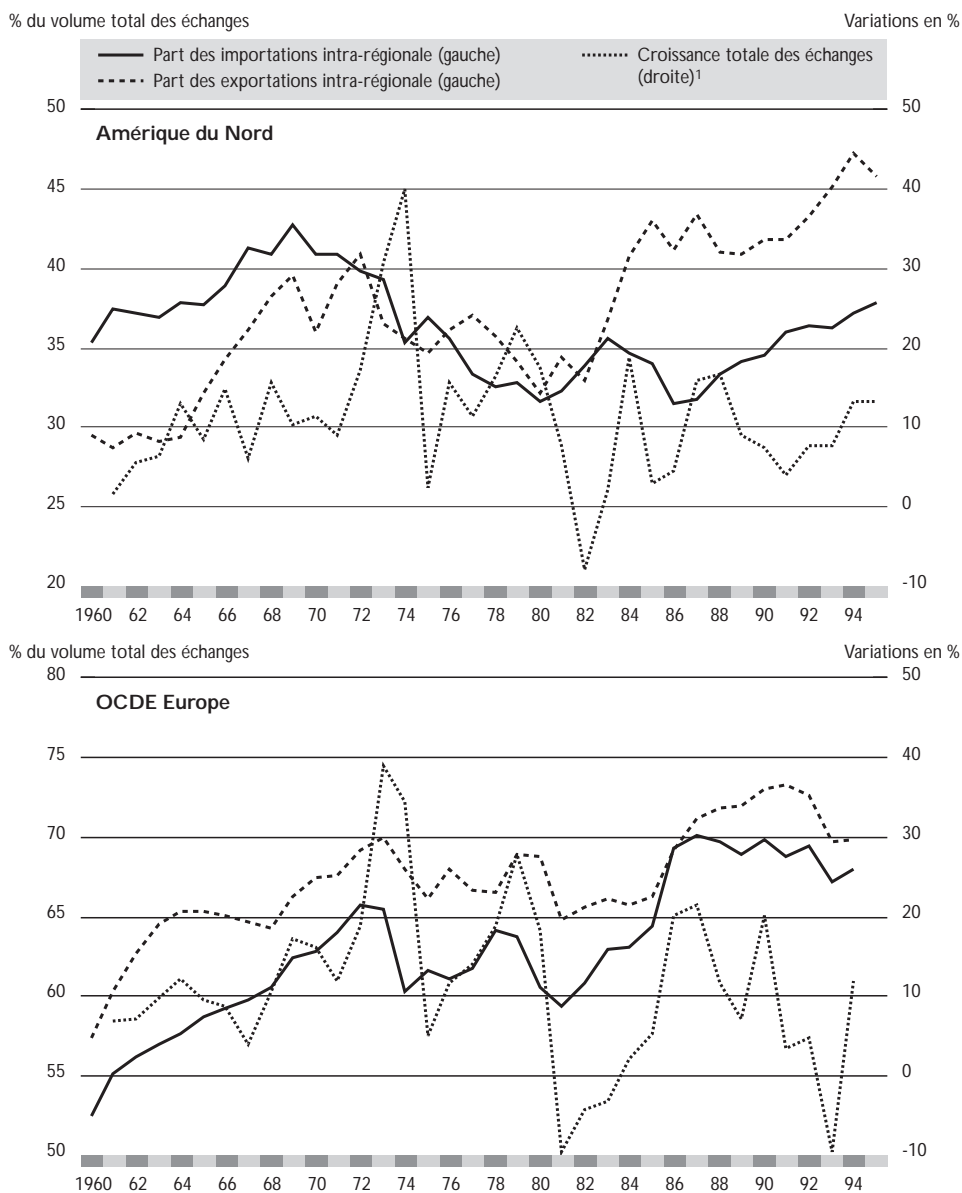 % du volume total des échanges Variations en %
Part des importations intra-régionale (gauche) Croissance totale des échanges
Part des exportations intra-régionale (gauche) (droite)1
50 50
Amérique du Nord
45 40
40 30
35 20
30 10
25 0
20 -10
1960 62 64 66 68 70 72 74 76 78 80 82 84 86 88 90 92 94
% du volume total des échanges Variations en %
80 50
OCDE Europe
75 40
70 30
65 20
60 10
55 0
50 -10
1960 62 64 66 68 70 72 74 76 78 80 82 84 86 88 90 92 94